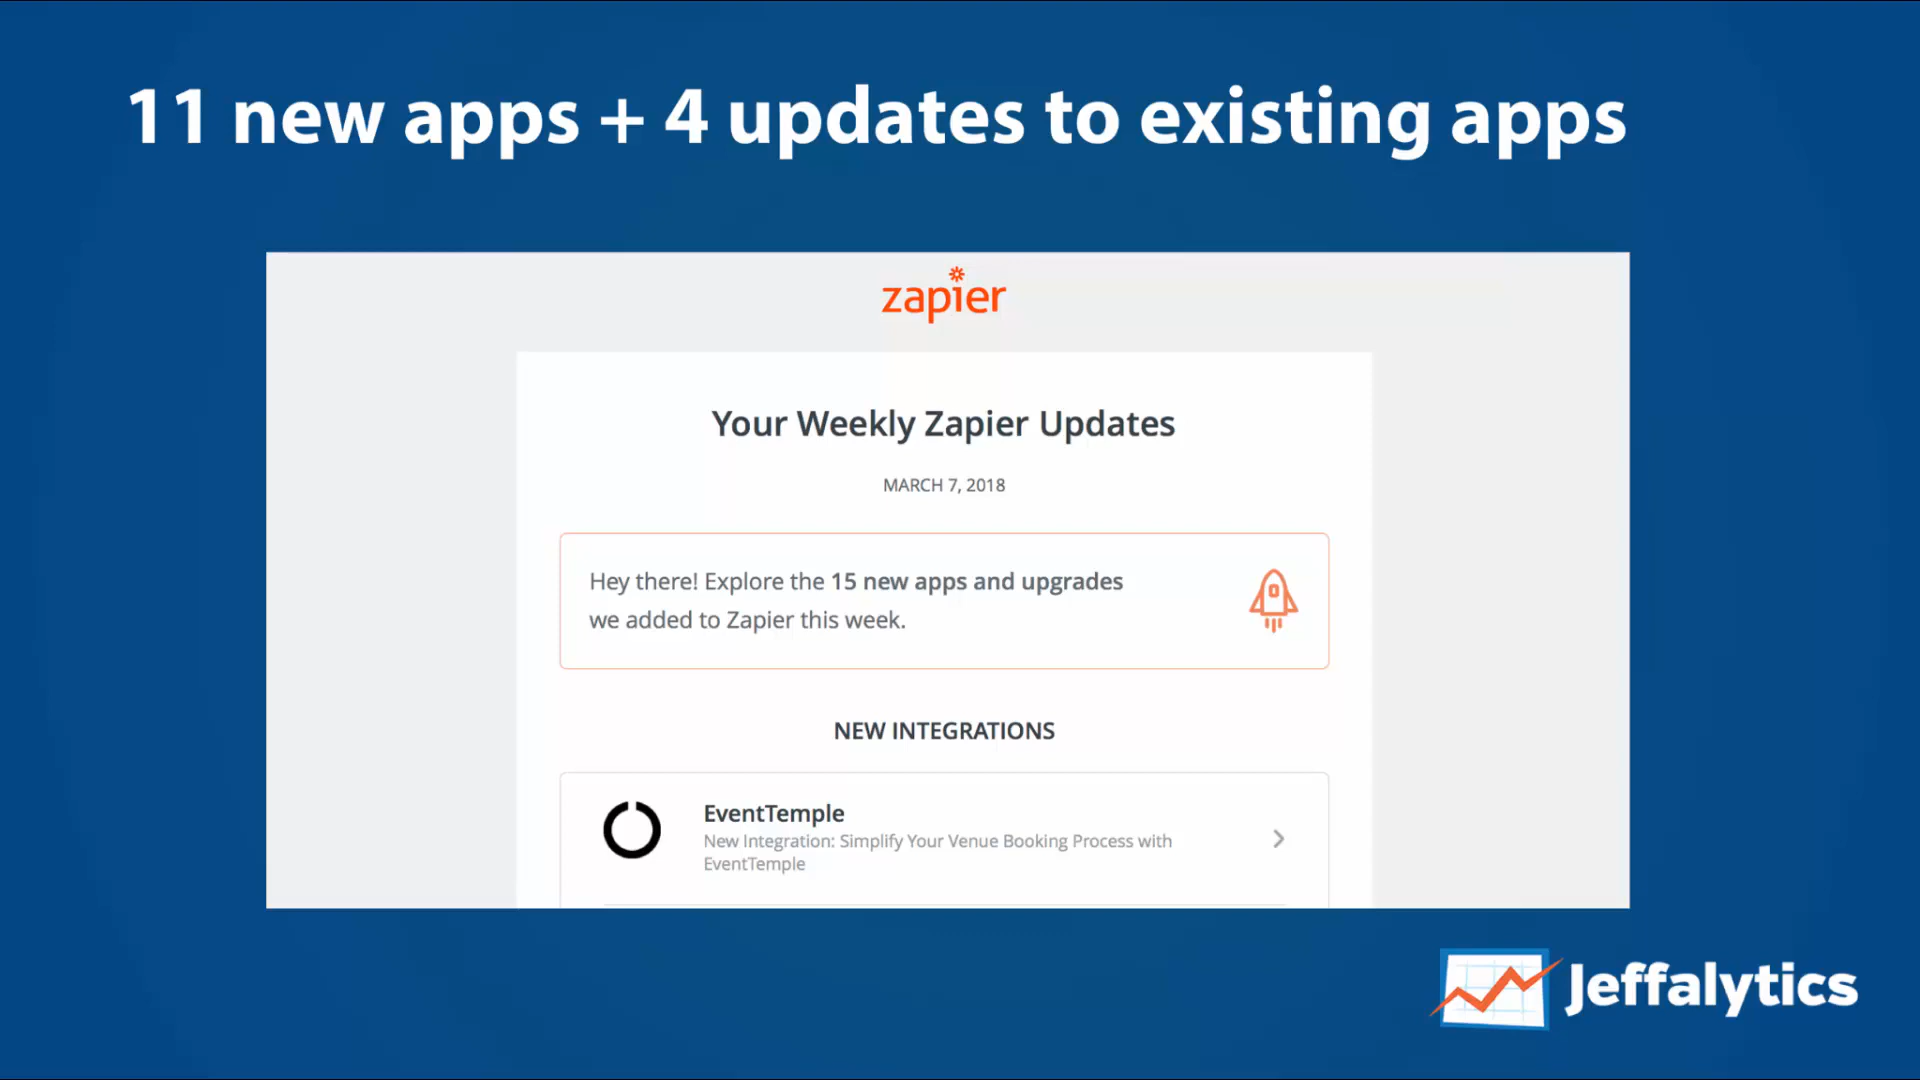 11 new apps + 4 updates to existing apps
zapier
Your Weekly Zapier Updates
MARCH 7, 2018
Hey there! Explore the 15 new apps and upgrades
we added to Zapier this week.
NEW INTEGRATIONS
EventTemple
New Integration: Simplify Your Venue Booking Process with
EventTemple
Jeffalytics